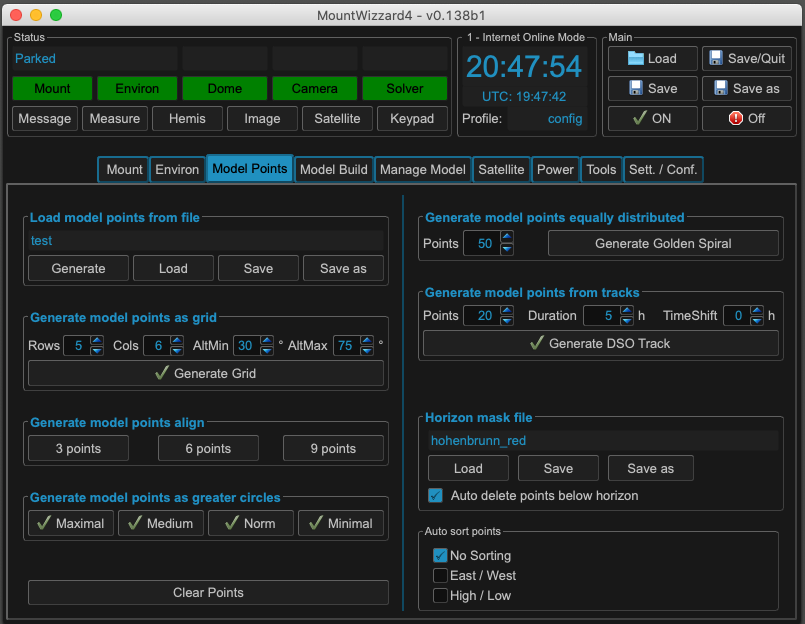 MountWizzard4 - v0.138b1
Status
Parked
Mount Environ Dome Camera Solver
Message Measure Hemis Image Satellite Keypad
1 - Internet Online Mode
20:47:54
UTC: 19:47:42
Profile: config
Main
Load Save/Quit
Save Save as
ON Off
Mount Environ Model Points Model Build Manage Model Satellite Power Tools Sett. / Conf.
Load model points from file
test
Generate Load Save Save as
Generate model points as grid
Rows 5 Cols 6 AltMin 30 ° AltMax 75 °
Generate Grid
Generate model points align
3 points 6 points 9 points
Generate model points as greater circles
Maximal Medium Norm Minimal
Clear Points
Generate model points equally distributed
Points 50 Generate Golden Spiral
Generate model points from tracks
Points 20 Duration 5 h TimeShift 0 h
Generate DSO Track
Horizon mask file
hohenbrunn_red
Load Save Save as
Auto delete points below horizon
Auto sort points
No Sorting
East / West
High / Low